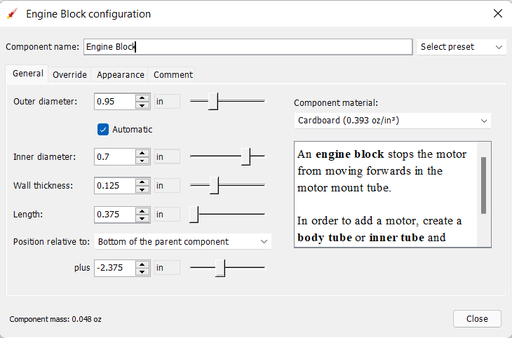 Engine Block configuration
Component name: Engine Block Select preset
General Override Appearance Comment
Outer diameter: 0.95 in
Automatic
Inner diameter: 0.7 in
Wall thickness: 0.125 in
Length: 0.375 in
Position relative to: Bottom of the parent component
plus -2.375 in
Component material:
Cardboard (0.393 oz/in³)
An engine block stops the motor
from moving forwards in the
motor mount tube.
In order to add a motor, create a
body tube or inner tube and
Component mass: 0.048 oz
Close